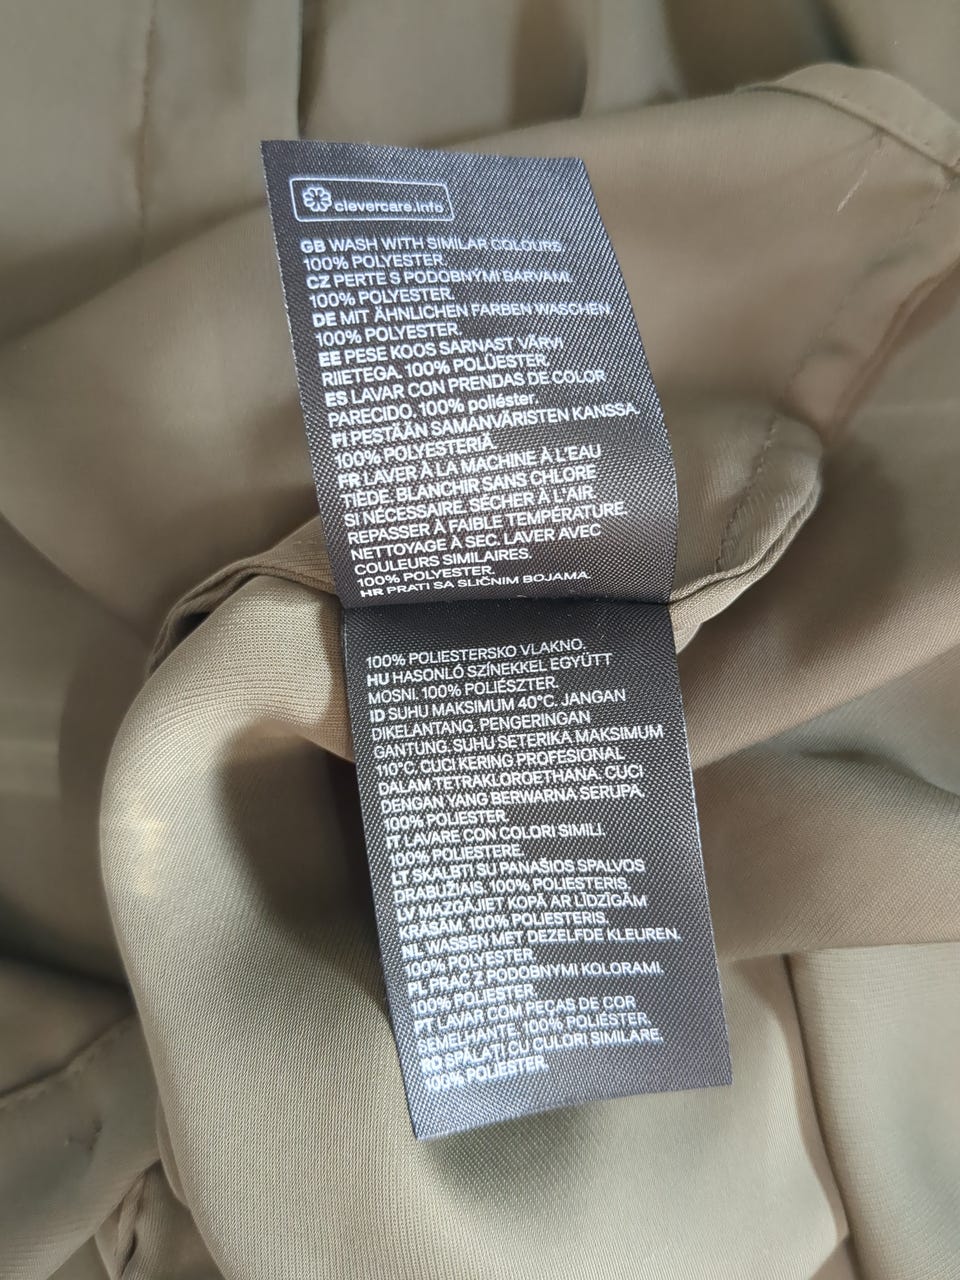 clevercare.info
GB WASH WITH SIMILAR COLOURS.
100% POLYESTER.
CZ PERTE S PODOBNÝMI BARVAMI.
100% POLYESTER.
DE MIT ÄHNLICHEN FARBEN WASCHEN.
100% POLYESTER.
EE PESE KOOS SARNAST VÄRVI
RIIETEGA. 100% POLÜESTER.
ES LAVAR CON PRENDAS DE COLOR
PARECIDO. 100% poliéster.
FI PESTÄÄN SAMANVÄRISTEN KANSSA.
100% POLYESTERIÄ.
FR LAVER À LA MACHINE À L'EAU
TIÈDE. BLANCHIR SANS CHLORE
SI NÉCESSAIRE. SÉCHER À L'AIR.
REPASSER À FAIBLE TEMPÉRATURE.
NETTOYAGE À SEC. LAVER AVEC
COULEURS SIMILAIRES.
100% POLYESTER.
HR PRATI SA SLIČNIM BOJAMA.
100% POLIESTERSKO VLAKNO.
HU HASONLÓ SZÍNEKKEL EGYÜTT
MOSNI. 100% POLIÉSZTER.
ID SUHU MAKSIMUM 40°C. JANGAN
DIKELANTANG. PENGERINGAN
GANTUNG. SUHU SETERIKA MAKSIMUM
110°C. CUCI KERING PROFESIONAL
DALAM TETRAKLOROETHANA. CUCI
DENGAN YANG BERWARNA SERUPA.
100% POLYESTER.
IT LAVARE CON COLORI SIMILI.
100% POLIESTERE.
LT SKALBTI SU PANAŠIOS SPALVOS
DRABUŽIAIS. 100% POLIESTERIS.
LV MAZGĀJIET KOPĀ AR LĪDZĪGĀM
KRĀSĀM. 100% POLIESTERIS.
NL WASSEN MET DEZELFDE KLEUREN.
100% POLYESTER.
PL PRAĆ Z PODOBNYMI KOLORAMI.
100% POLIESTER.
PT LAVAR COM PEÇAS DE COR
SEMELHANTE. 100% POLIÉSTER.
RO SPĂLAŢI CU CULORI SIMILARE.
100% POLIESTER.